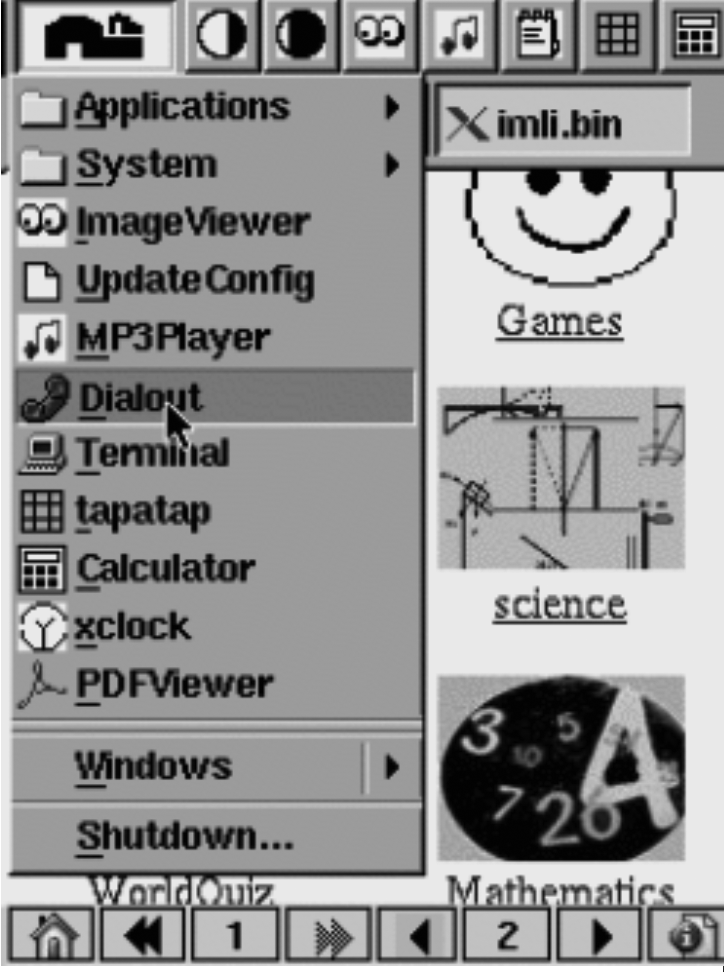 imli.bin
Applications
System
ImageViewer
UpdateConfig
MP3Player
Dialout
Terminal
tapatap
Calculator
xclock
PDFViewer
Windows
Shutdown...
Games
science
3 5 10 7 20 4
WorldQuiz
Mathematics
1
2